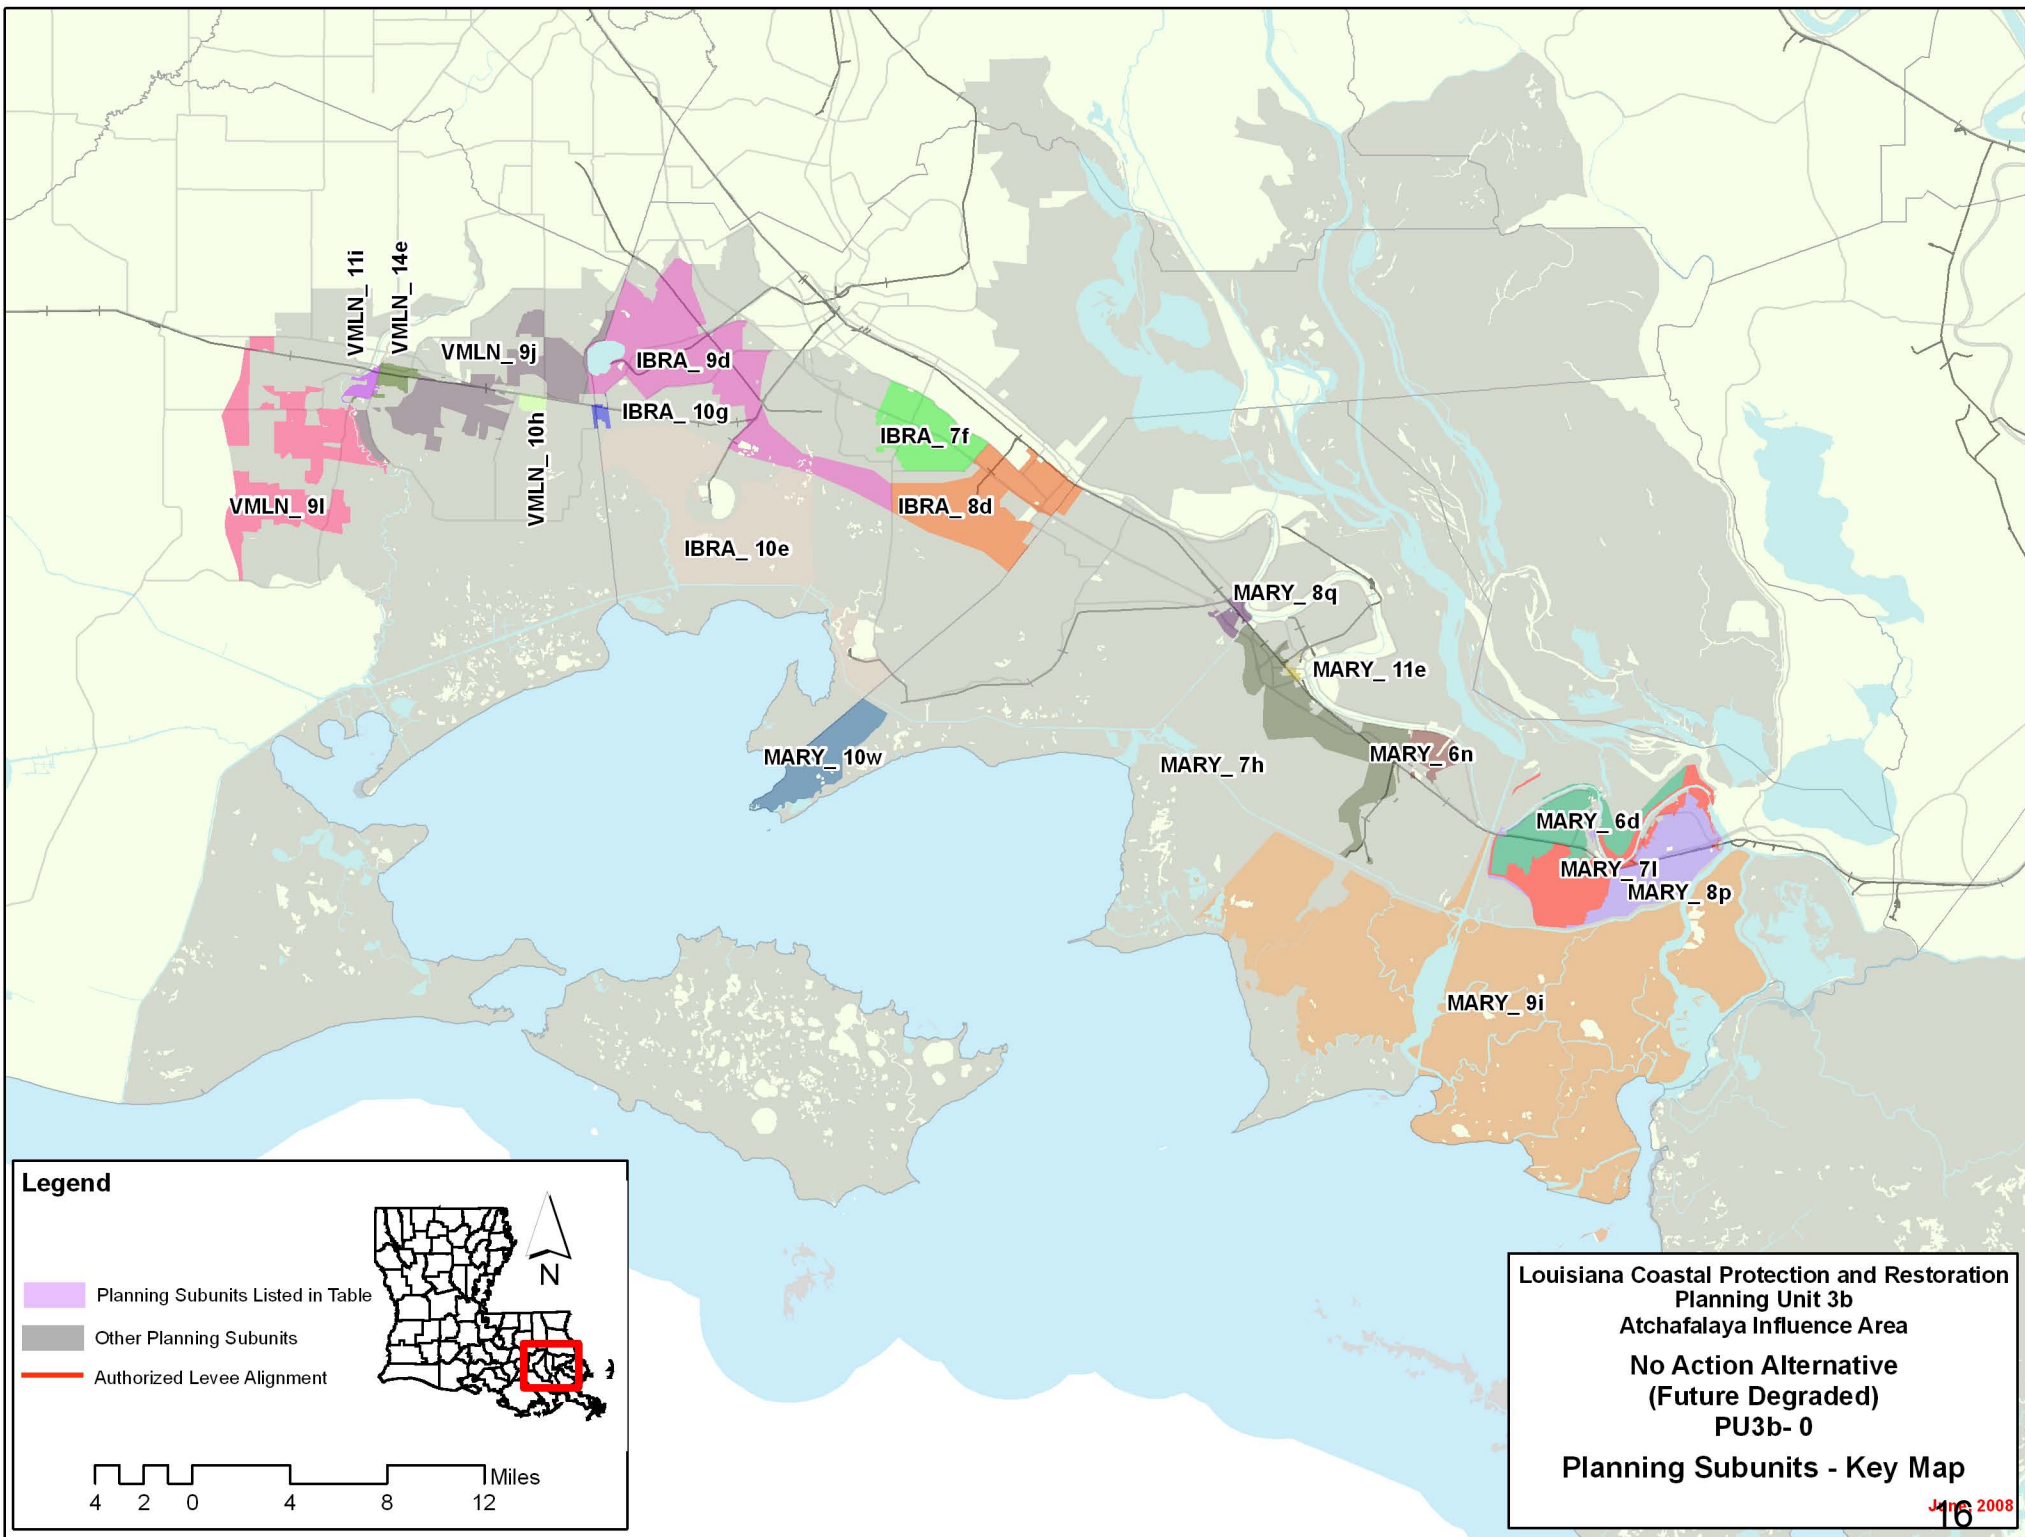 VMLN_ 11i
VMLN_ 14e
VMLN_ 9j
IBRA_ 9d
IBRA_ 10g
VMLN_ 10h
IBRA_ 7f
VMLN_ 9l
IBRA_ 8d
IBRA_ 10e
MARY_ 8q
MARY_ 11e
MARY_ 10w
MARY_ 7h
MARY_ 6n
MARY_ 6d
MARY_ 7l
MARY_ 8p
MARY_ 9i
Legend
N
Planning Subunits Listed in Table
Other Planning Subunits
Authorized Levee Alignment
Miles
4 2 0 4 8 12
Louisiana Coastal Protection and Restoration
Planning Unit 3b
Atchafalaya Influence Area
No Action Alternative
(Future Degraded)
PU3b- 0
Planning Subunits - Key Map
June, 2008
16